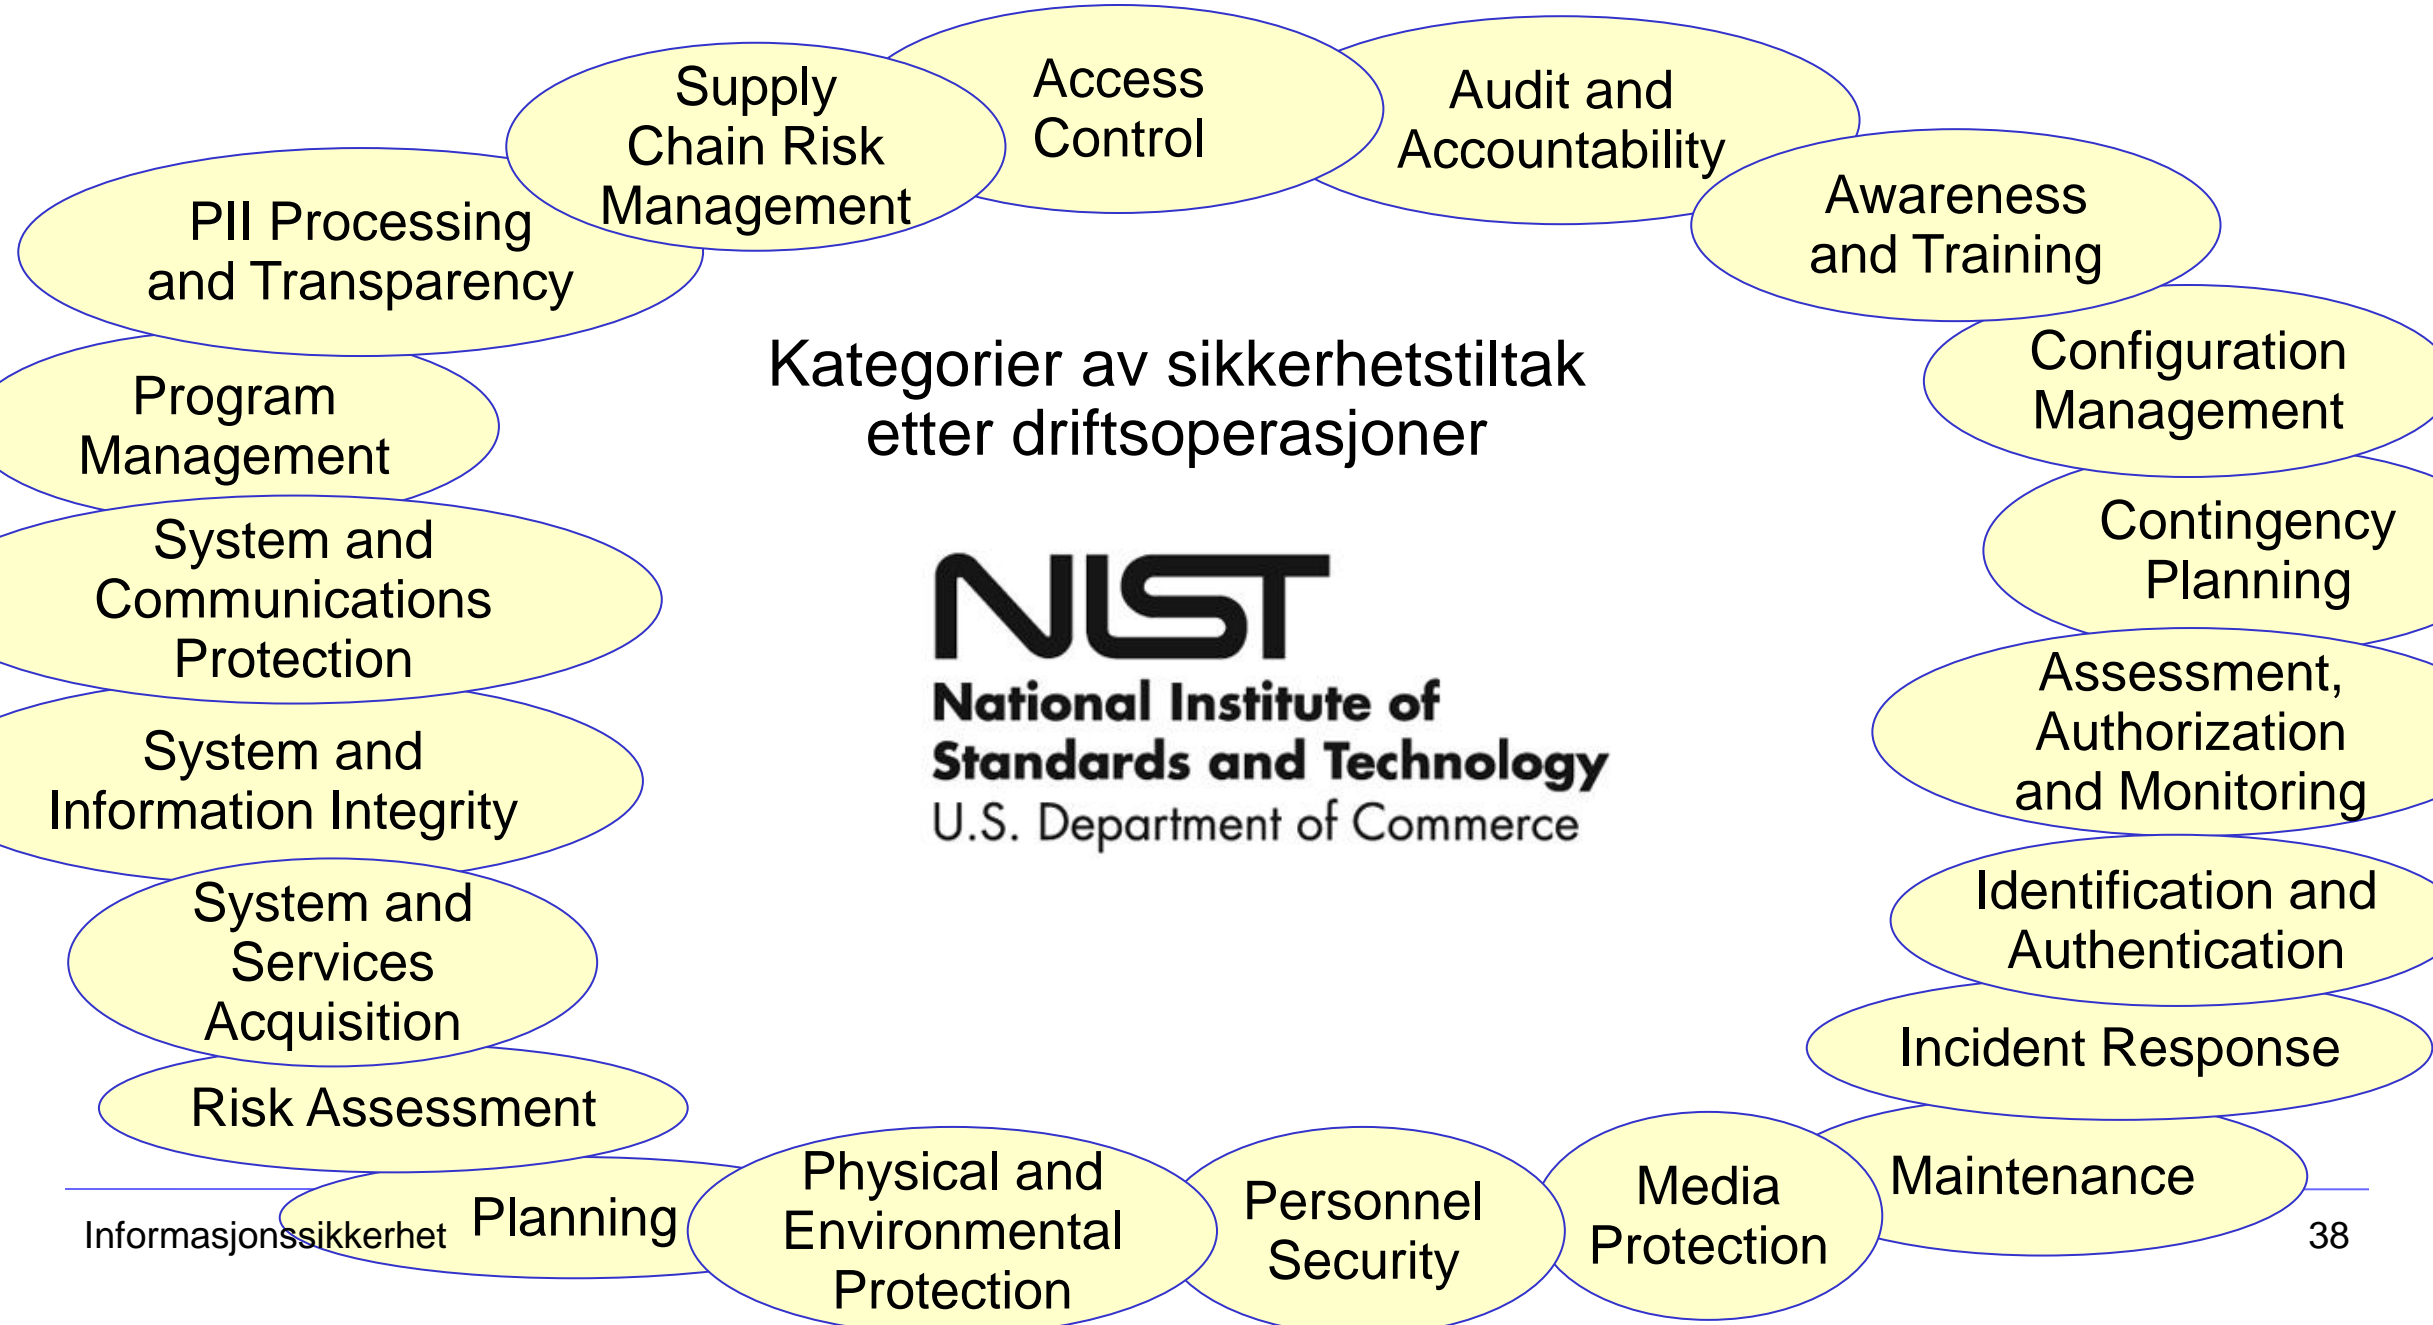 Supply
Chain Risk
Management
Access
Control
Audit and
Accountability
Awareness
and Training
PII Processing
and Transparency
Configuration
Management
Program
Management
Kategorier av sikkerhetstiltak
etter driftsoperasjoner
Contingency
Planning
System and
Communications
Protection
NIST
National Institute of
Standards and Technology
U.S. Department of Commerce
Assessment,
Authorization
and Monitoring
System and
Information Integrity
Identification and
Authentication
System and
Services
Acquisition
Incident Response
Risk Assessment
Maintenance
Planning
Physical and
Environmental
Protection
Personnel
Security
Media
Protection
Informasjonssikkerhet
38